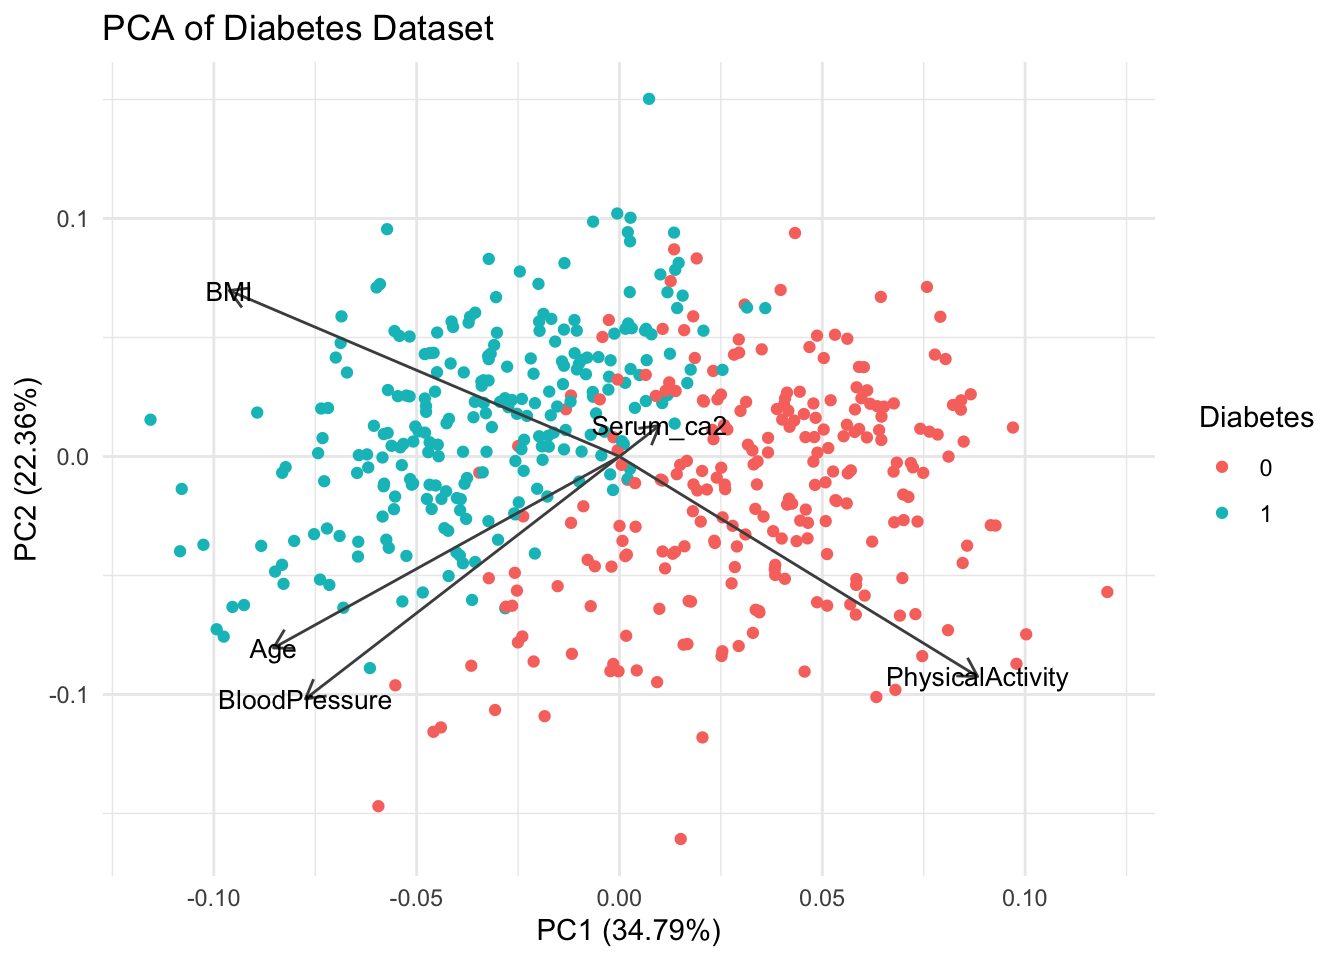 PCA of Diabetes Dataset
PC2 (22.36%)
0.1
0.0
-0.1
BMI
Serum_ca2
Age
BloodPressure
PhysicalActivity
-0.10
-0.05
0.00
0.05
0.10
PC1 (34.79%)
Diabetes
0
1